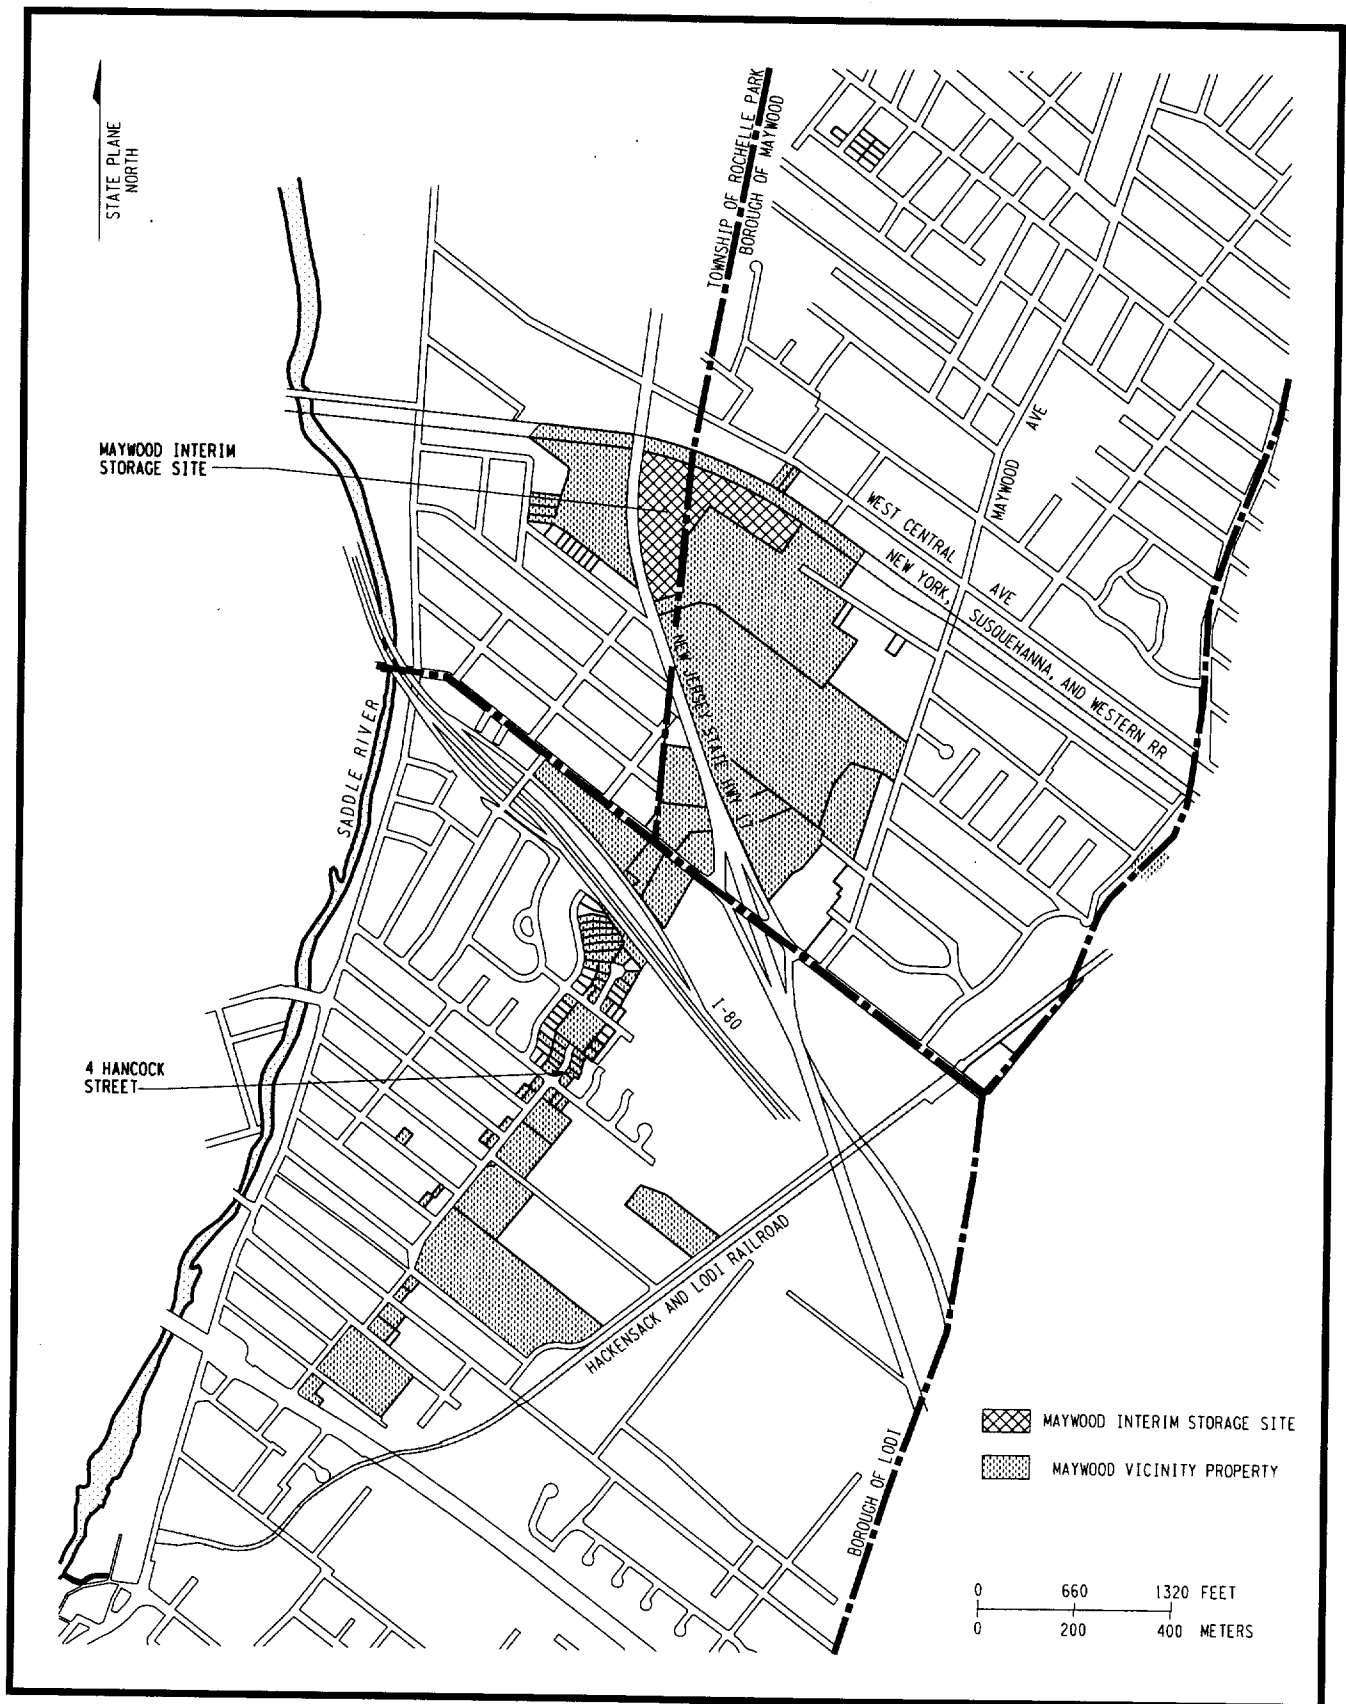 STATE PLANE
NORTH
TOWNSHIP OF ROCHELLE PARK
BOROUGH OF MAYWOOD
MAYWOOD INTERIM
STORAGE SITE
MAYWOOD AVE
WEST CENTRAL AVE
NEW YORK, SUSQUEHANNA, AND WESTERN RR
NEW JERSEY STATE HWY 17
SADDLE RIVER
I-80
4 HANCOCK
STREET
HACKENSACK AND LODI RAILROAD
BOROUGH OF LODI
MAYWOOD INTERIM STORAGE SITE
MAYWOOD VICINITY PROPERTY
0 660 1320 FEET
0 200 400 METERS